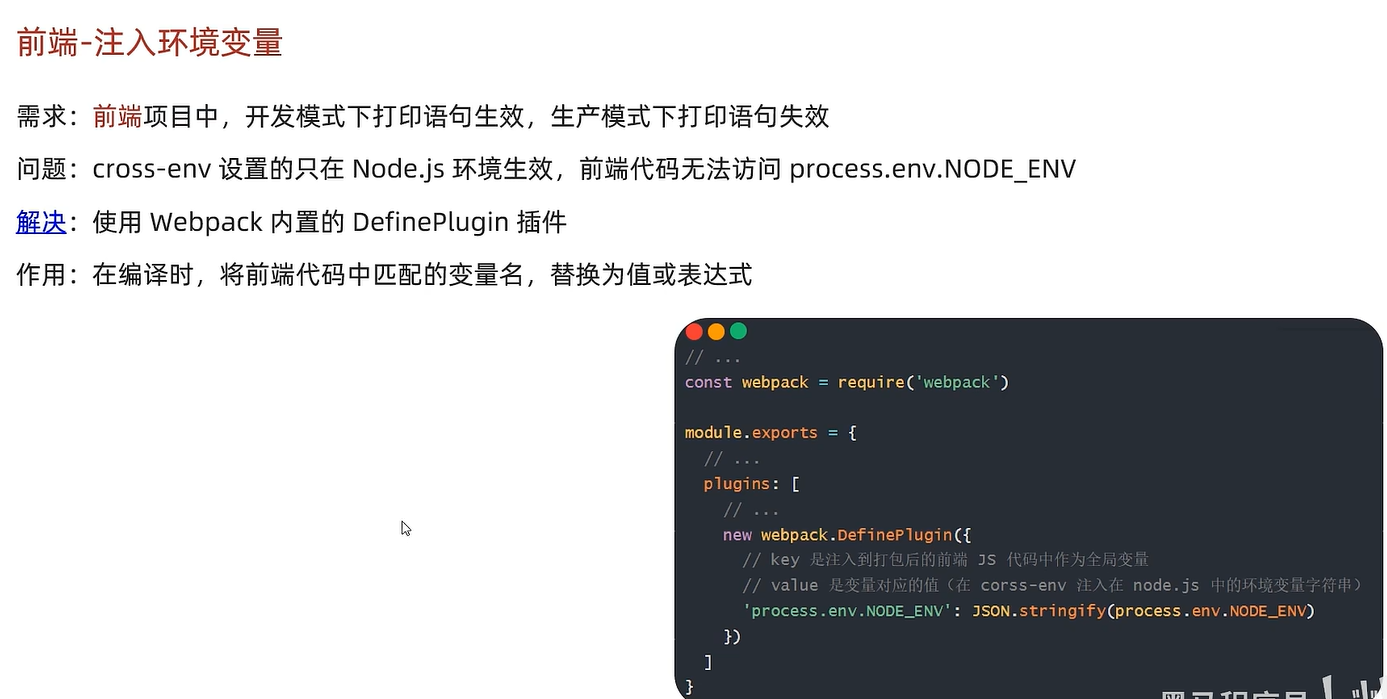 前端-注入环境变量
需求：前端项目中，开发模式下打印语句生效，生产模式下打印语句失效
问题：cross-env 设置的只在 Node.js 环境生效，前端代码无法访问 process.env.NODE_ENV
解决：使用 Webpack 内置的 DefinePlugin 插件
作用：在编译时，将前端代码中匹配的变量名，替换为值或表达式
// ...
const webpack = require('webpack')
module.exports = {
// ...
plugins: [
// ...
new webpack.DefinePlugin({
// key 是注入到打包后的前端 JS 代码中作为全局变量
// value 是变量对应的值（在 corss-env 注入在 node.js 中的环境变量字符串）
'process.env.NODE_ENV': JSON.stringify(process.env.NODE_ENV)
})
]
}